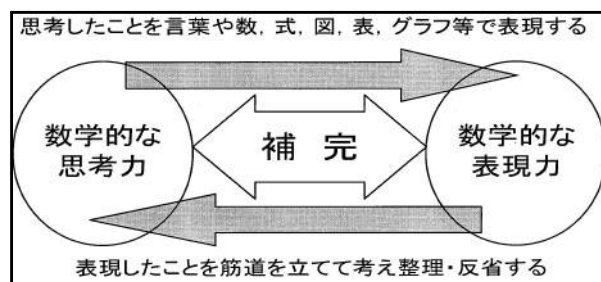 思考したことを言葉や数，式，図，表，グラフ等で表現する
数学的な
思考力
補完
数学的な
表現力
表現したことを筋道を立てて考え整理・反省する